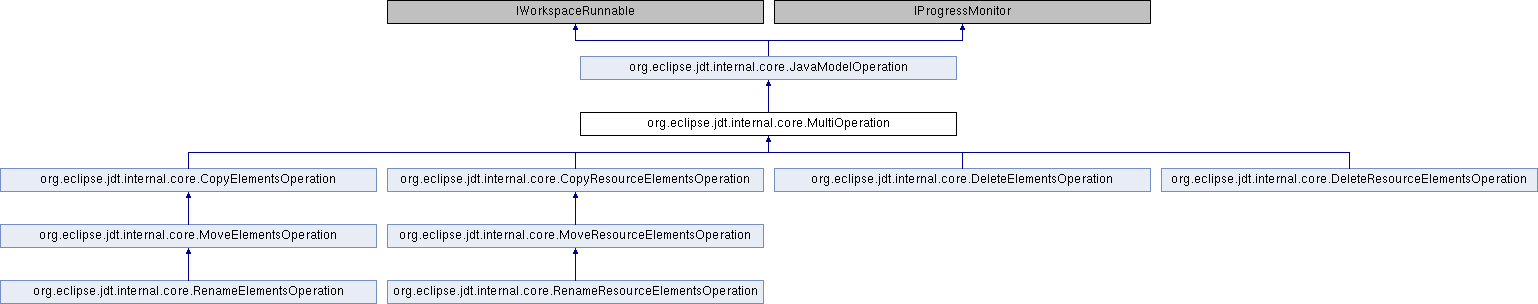 IWorkspaceRunnable
IProgressMonitor
org.eclipse.jdt.internal.core.JavaModelOperation
org.eclipse.jdt.internal.core.MultiOperation
org.eclipse.jdt.internal.core.CopyElementsOperation
org.eclipse.jdt.internal.core.CopyResourceElementsOperation
org.eclipse.jdt.internal.core.DeleteElementsOperation
org.eclipse.jdt.internal.core.DeleteResourceElementsOperation
org.eclipse.jdt.internal.core.MoveElementsOperation
org.eclipse.jdt.internal.core.MoveResourceElementsOperation
org.eclipse.jdt.internal.core.RenameElementsOperation
org.eclipse.jdt.internal.core.RenameResourceElementsOperation